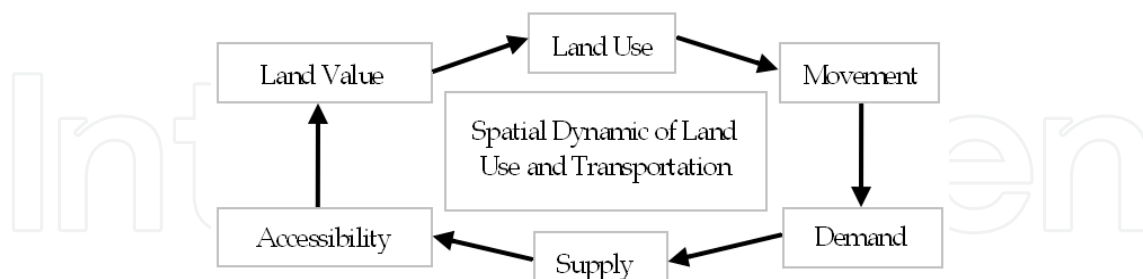 Land Use
Land Value
Movement
Spatial Dynamic of Land
Use and Transportation
Accessibility
Demand
Supply